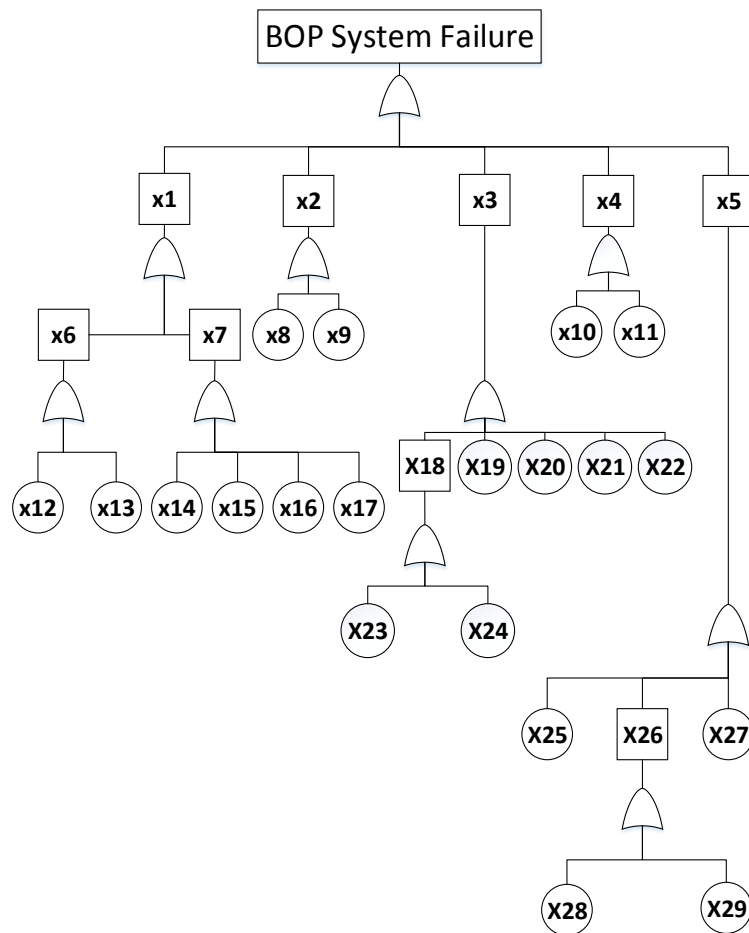 BOP System Failure
x1 x2 x3 x4 x5
x6 x7 x8 x9 x10 x11
X18 X19 X20 X21 X22
x12 x13 x14 x15 x16 x17
X23 X24
X25 X26 X27
X28 X29